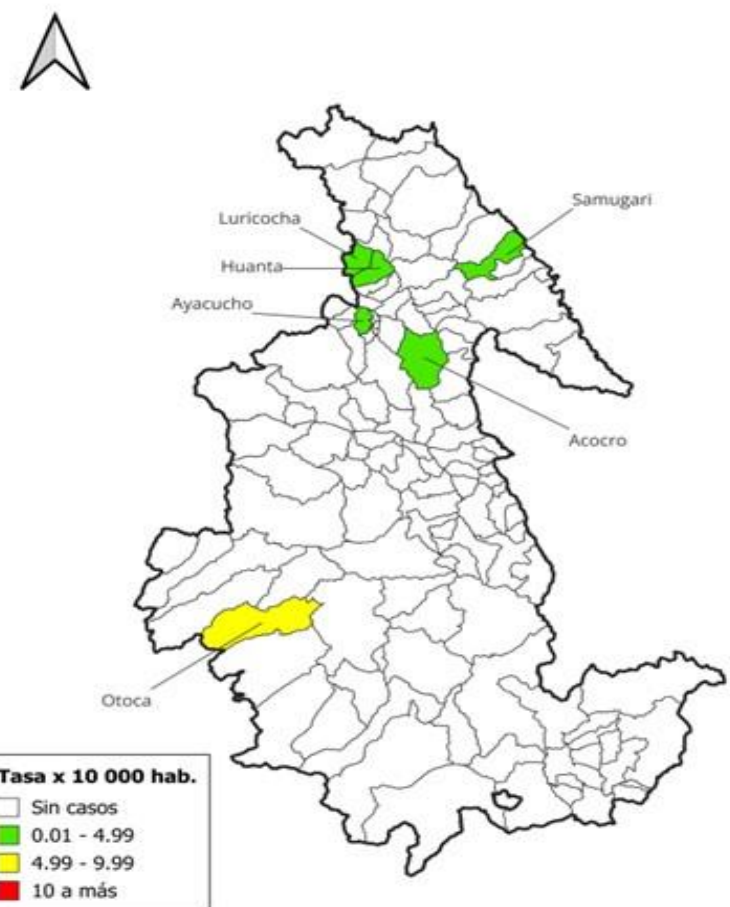 Samugari
Luricocha
Huanta
Ayacucho
Acocro
Otoca
Tasa x 10 000 hab.
Sin casos
0.01 - 4.99
4.99 - 9.99
10 a más